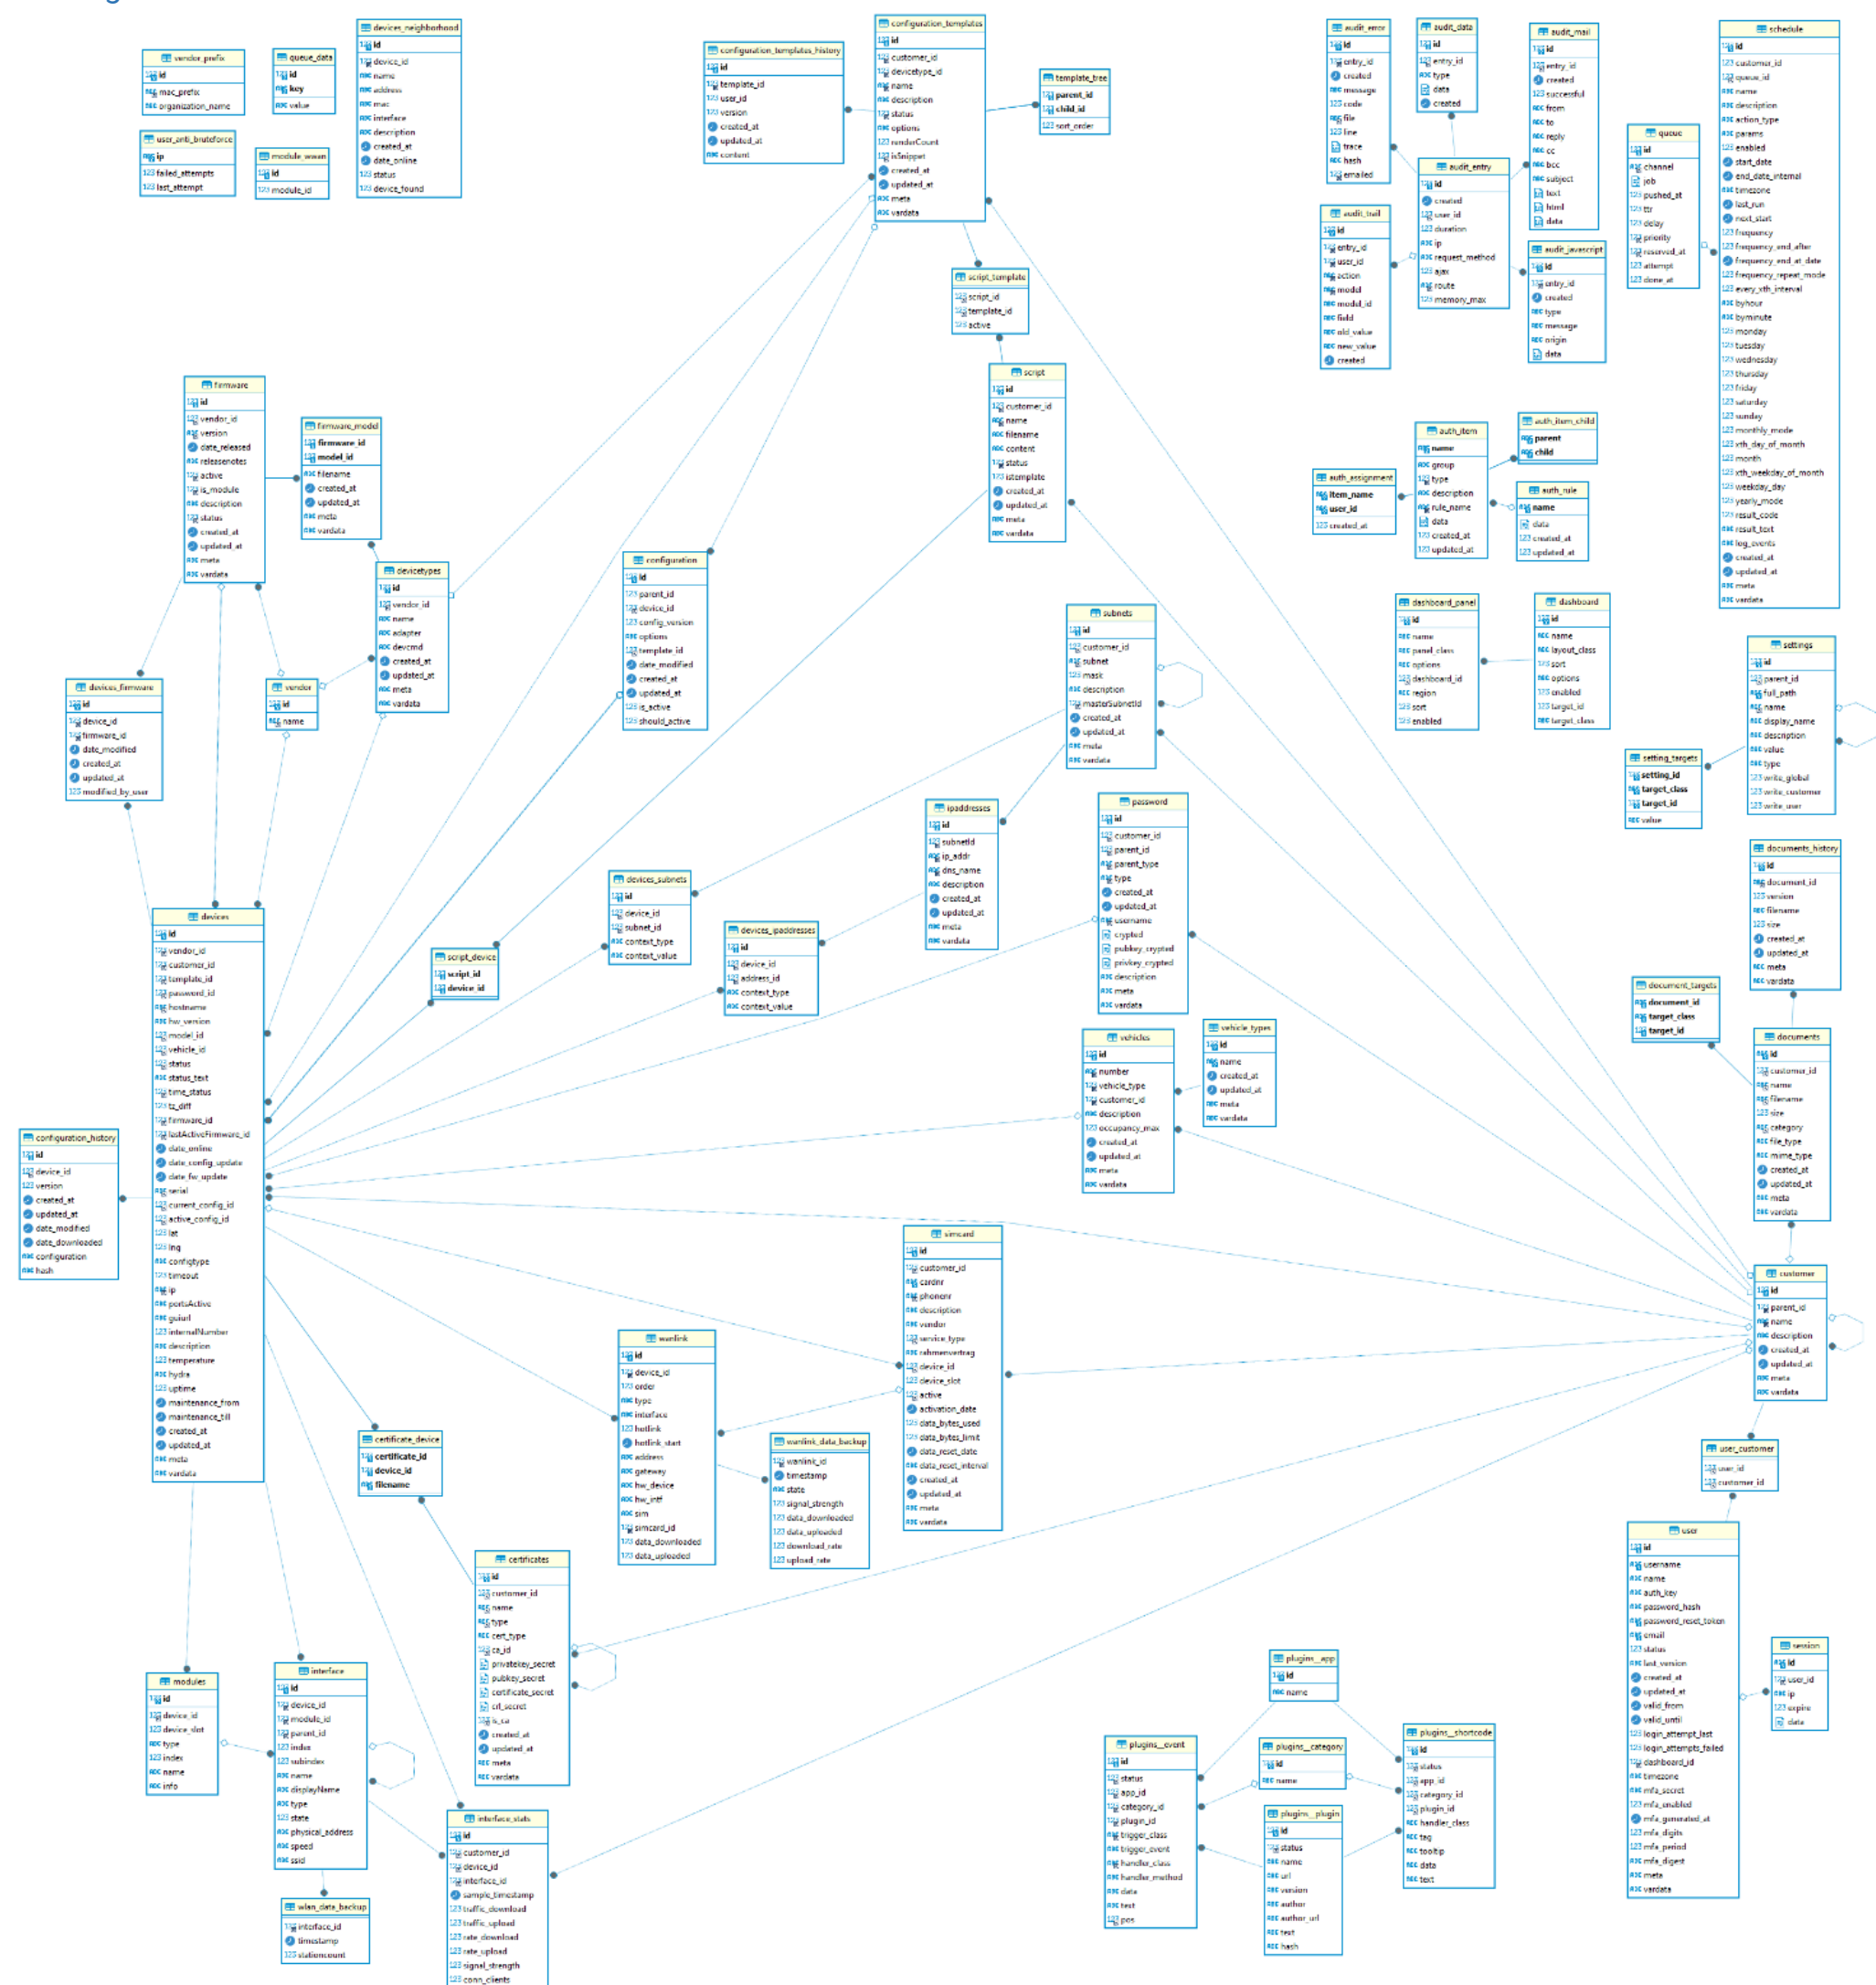 vendor_prefix
id
mac_prefix
organization_name
queue_data
id
key
value
devices_neighborhood
id
device_id
name
address
mac
interface
description
created_at
date_online
status
device_found
user_anti_bruteforce
ip
failed_attempts
last_attempt
module_wwan
id
module_id
configuration_templates_history
id
template_id
user_id
version
created_at
updated_at
content
configuration_templates
id
customer_id
devicetype_id
name
description
status
options
renderCount
isSnippet
created_at
updated_at
meta
vardata
template_tree
parent_id
child_id
sort_order
script_template
script_id
template_id
active
script
id
customer_id
name
filename
content
status
istemplate
created_at
updated_at
meta
vardata
audit_error
id
entry_id
created
message
code
file
line
trace
hash
emailed
audit_data
id
entry_id
type
data
created
audit_mail
id
entry_id
created
successful
from
to
reply
cc
bcc
subject
text
html
data
audit_entry
id
created
user_id
duration
ip
request_method
ajax
route
memory_max
audit_trail
id
entry_id
user_id
action
model
model_id
field
old_value
new_value
created
audit_javascript
id
entry_id
created
type
message
origin
data
queue
id
channel
job
pushed_at
ttr
delay
priority
reserved_at
attempt
done_at
schedule
id
customer_id
queue_id
name
description
action_type
params
enabled
start_date
end_date_internal
timezone
last_run
next_start
frequency
frequency_end_after
frequency_end_at_date
frequency_repeat_mode
every_xth_interval
byhour
byminute
monday
tuesday
wednesday
thursday
friday
saturday
sunday
monthly_mode
xth_day_of_month
month
xth_weekday_of_month
weekday_day
yearly_mode
result_code
result_text
log_events
created_at
updated_at
meta
vardata
firmware
id
vendor_id
version
date_released
releasenotes
active
is_module
description
status
created_at
updated_at
meta
vardata
firmware_model
firmware_id
model_id
filename
created_at
updated_at
meta
vardata
devicetypes
id
vendor_id
name
adapter
devcmd
created_at
updated_at
meta
vardata
devices_firmware
id
device_id
firmware_id
date_modified
created_at
updated_at
modified_by_user
vendor
id
name
configuration
id
parent_id
device_id
config_version
options
template_id
date_modified
created_at
updated_at
is_active
should_active
auth_item
name
group
type
description
rule_name
data
created_at
updated_at
auth_item_child
parent
child
auth_assignment
item_name
user_id
created_at
auth_rule
name
data
created_at
updated_at
dashboard_panel
id
name
panel_class
options
dashboard_id
region
sort
enabled
dashboard
id
name
layout_class
sort
options
enabled
target_id
target_class
settings
id
parent_id
full_path
name
display_name
description
value
type
write_global
write_customer
write_user
setting_targets
setting_id
target_class
target_id
value
subnets
id
customer_id
subnet
mask
description
masterSubnetId
created_at
updated_at
meta
vardata
ipaddresses
id
subnetId
ip_addr
dns_name
description
created_at
updated_at
meta
vardata
password
id
customer_id
parent_id
parent_type
type
created_at
updated_at
username
crypted
pubkey_crypted
privkey_crypted
description
meta
vardata
devices_subnets
id
device_id
subnet_id
context_type
context_value
devices_ipaddresses
id
device_id
address_id
context_type
context_value
script_device
script_id
device_id
documents_history
id
document_id
version
filename
size
created_at
updated_at
meta
vardata
document_targets
document_id
target_class
target_id
documents
id
customer_id
name
filename
size
category
file_type
mime_type
created_at
updated_at
meta
vardata
devices
id
vendor_id
customer_id
template_id
password_id
hostname
hw_version
model_id
vehicle_id
status
status_text
time_status
tz_diff
firmware_id
lastActiveFirmware_id
date_online
date_config_update
date_fw_update
serial
current_config_id
active_config_id
lat
lng
configtype
timeout
ip
portsActive
guiurl
internalNumber
description
temperature
hydra
uptime
maintenance_from
maintenance_till
created_at
updated_at
meta
vardata
configuration_history
id
device_id
version
created_at
updated_at
date_modified
date_downloaded
configuration
hash
vehicles
id
number
vehicle_type
customer_id
description
occupancy_max
created_at
updated_at
meta
vardata
vehicle_types
id
name
created_at
updated_at
meta
vardata
simcard
id
customer_id
cardnr
phonenr
description
vendor
service_type
rahmenvertrag
device_id
device_slot
active
activation_date
data_bytes_used
data_bytes_limit
data_reset_date
data_reset_interval
created_at
updated_at
meta
vardata
customer
id
parent_id
name
description
created_at
updated_at
meta
vardata
wanlink
id
device_id
order
type
interface
hotlink
hotlink_start
address
gateway
hw_device
hw_intf
sim
simcard_id
data_downloaded
data_uploaded
wanlink_data_backup
wanlink_id
timestamp
state
signal_strength
data_downloaded
data_uploaded
download_rate
upload_rate
certificate_device
certificate_id
device_id
filename
certificates
id
customer_id
name
type
cert_type
ca_id
privatekey_secret
pubkey_secret
certificate_secret
crl_secret
is_ca
created_at
updated_at
meta
vardata
user_customer
user_id
customer_id
user
id
username
name
auth_key
password_hash
password_reset_token
email
status
last_version
created_at
updated_at
valid_from
valid_until
login_attempt_last
login_attempts_failed
dashboard_id
timezone
mfa_secret
mfa_enabled
mfa_generated_at
mfa_digits
mfa_period
mfa_digest
meta
vardata
session
id
user_id
ip
expire
data
modules
id
device_id
device_slot
type
index
name
info
interface
id
device_id
module_id
parent_id
index
subindex
name
displayName
type
state
physical_address
speed
ssid
wlan_data_backup
interface_id
timestamp
stationcount
interface_stats
id
customer_id
device_id
interface_id
sample_timestamp
traffic_download
traffic_upload
rate_download
rate_upload
signal_strength
conn_clients
plugins__app
id
name
plugins__event
id
status
app_id
category_id
plugin_id
trigger_class
trigger_event
handler_class
handler_method
data
text
pos
plugins__category
id
name
plugins__plugin
id
status
name
url
version
author
author_url
text
hash
plugins__shortcode
id
status
app_id
category_id
plugin_id
handler_class
tag
tooltip
data
text